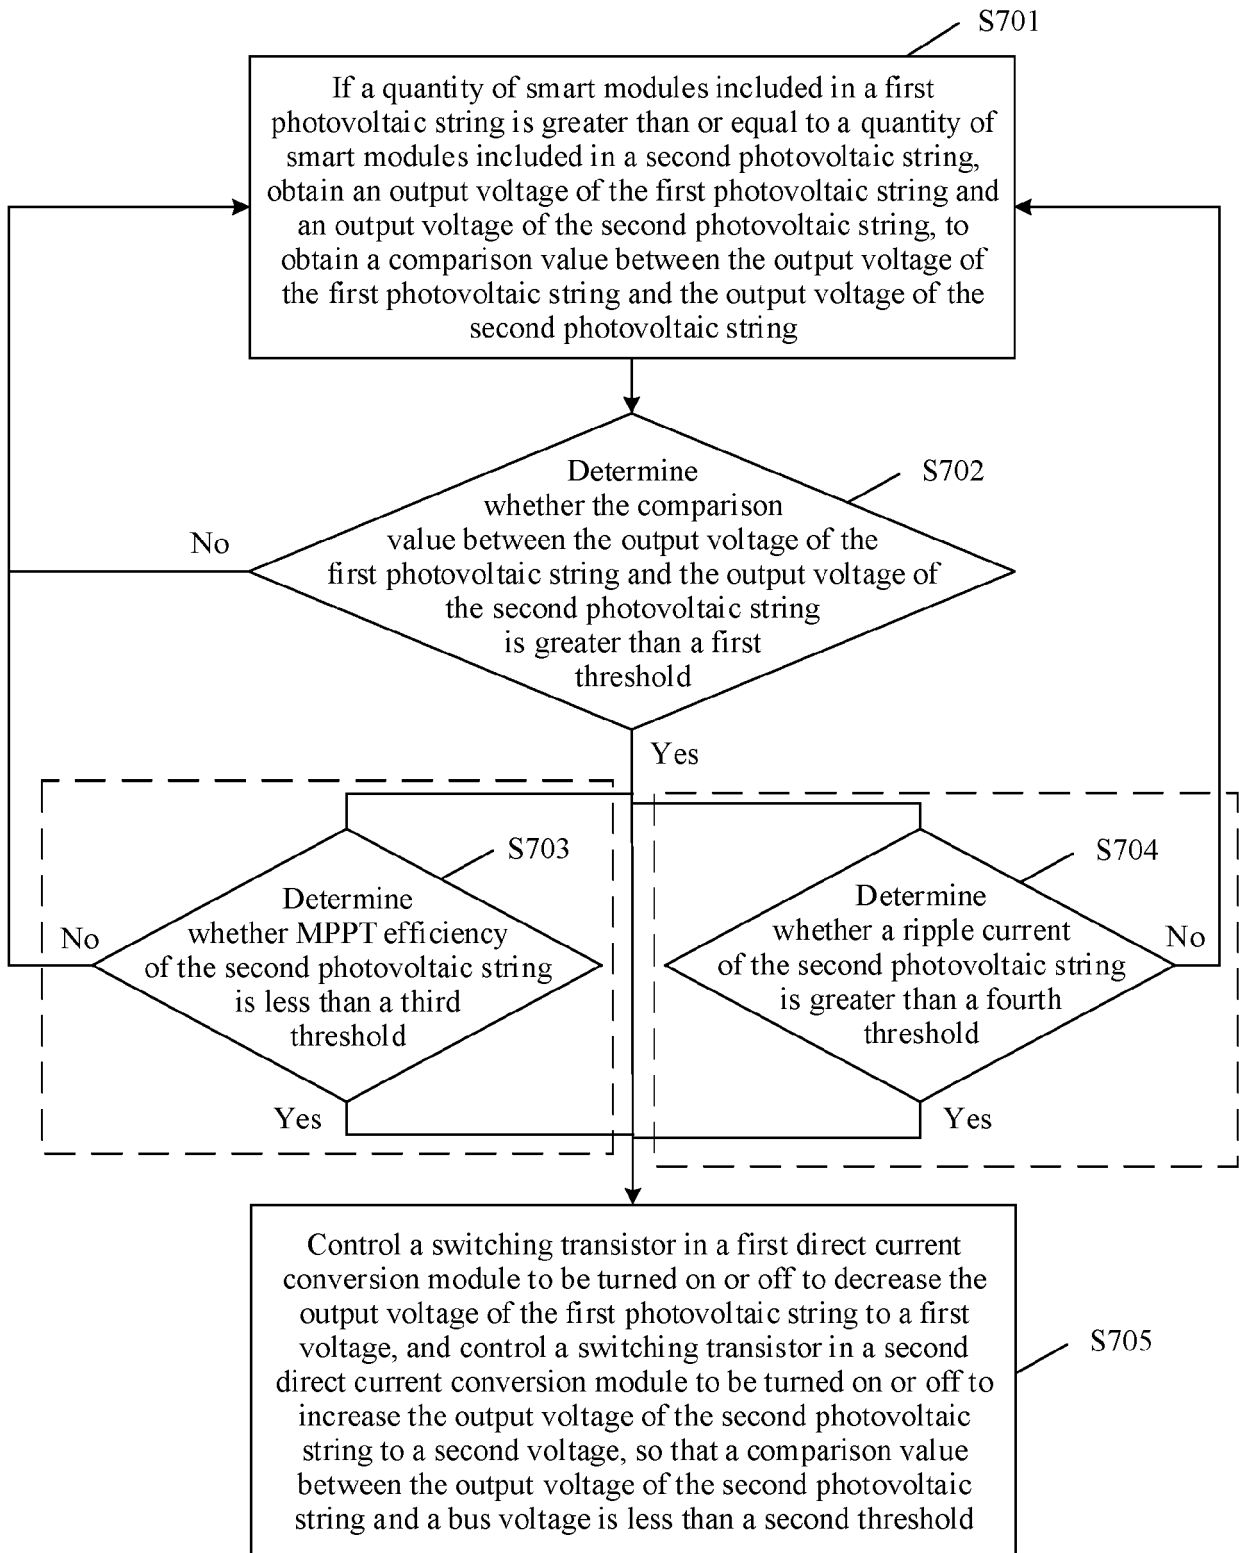 S701
If a quantity of smart modules included in a first
photovoltaic string is greater than or equal to a quantity of
smart modules included in a second photovoltaic string,
obtain an output voltage of the first photovoltaic string and
an output voltage of the second photovoltaic string, to
obtain a comparison value between the output voltage of
the first photovoltaic string and the output voltage of the
second photovoltaic string
S702
Determine
whether the comparison
value between the output voltage of the
first photovoltaic string and the output voltage of
the second photovoltaic string
is greater than a first
threshold
No
Yes
S703
Determine
whether MPPT efficiency
of the second photovoltaic string
is less than a third
threshold
No
Yes
S704
Determine
whether a ripple current
of the second photovoltaic string
is greater than a fourth
threshold
No
Yes
Control a switching transistor in a first direct current
conversion module to be turned on or off to decrease the
output voltage of the first photovoltaic string to a first
voltage, and control a switching transistor in a second
direct current conversion module to be turned on or off to
increase the output voltage of the second photovoltaic
string to a second voltage, so that a comparison value
between the output voltage of the second photovoltaic
string and a bus voltage is less than a second threshold
S705